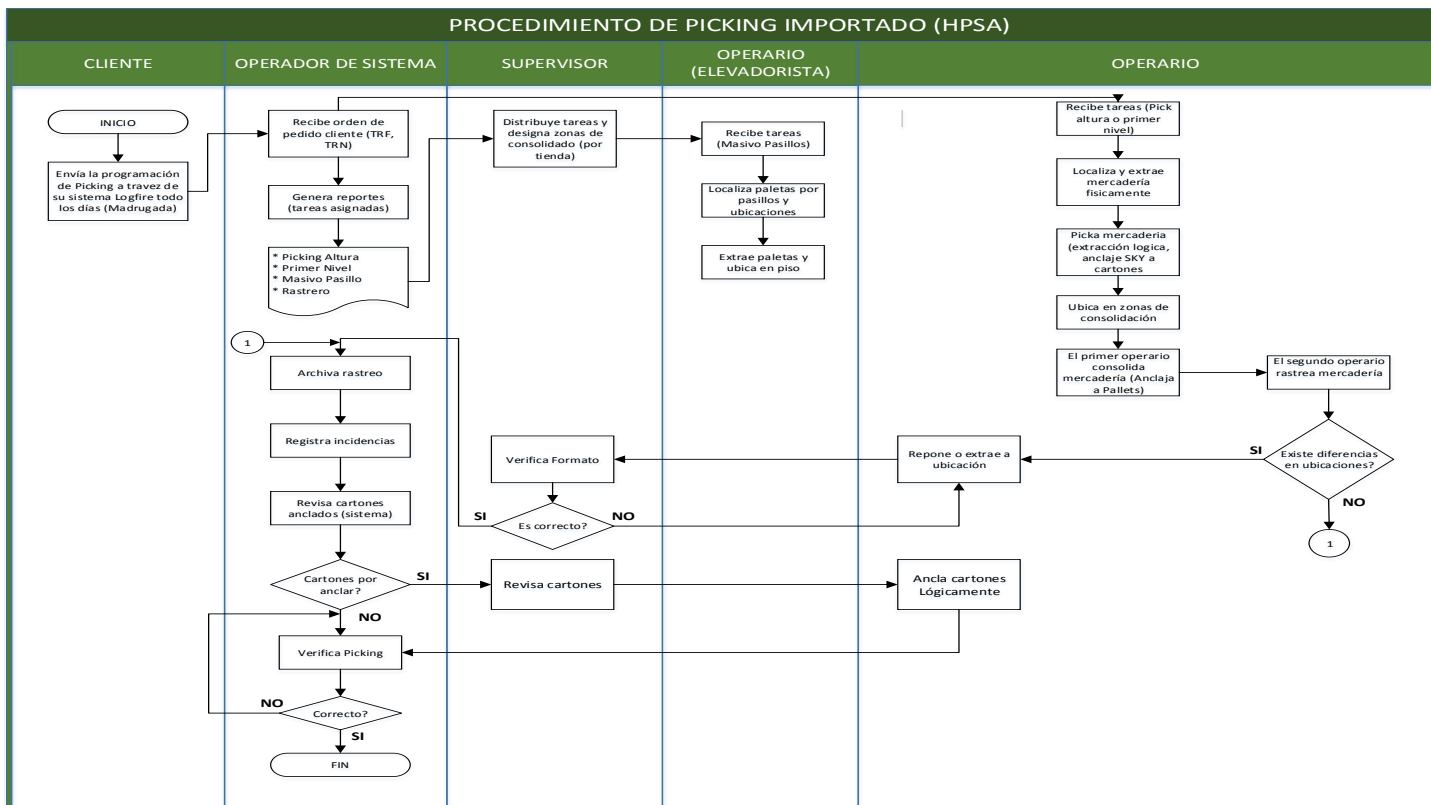 PROCEDIMIENTO DE PICKING IMPORTADO (HPSA)
CLIENTE
OPERADOR DE SISTEMA
SUPERVISOR
OPERARIO
(ELEVADORISTA)
OPERARIO
INICIO
Envía la programación
de Picking a travez de
su sistema Logfire todo
los días (Madrugada)
Recibe orden de
pedido cliente (TRF,
TRN)
Genera reportes
(tareas asignadas)
* Picking Altura
* Primer Nivel
* Masivo Pasillo
* Rastrero
Distribuye tareas y
designa zonas de
consolidado (por
tienda)
Recibe tareas
(Masivo Pasillos)
Localiza paletas por
pasillos y
ubicaciones
Extrae paletas y
ubica en piso
Recibe tareas (Pick
altura o primer
nivel)
Localiza y extrae
mercadería
fisicamente
Picka mercaderia
(extracción logica,
anclaje SKY a
cartones
Ubica en zonas de
consolidación
El primer operario
consolida
mercadería (Anclaja
a Pallets)
El segundo operario
rastrea mercadería
Existe diferencias
en ubicaciones?
SI
NO
1
Repone o extrae a
ubicación
Verifica Formato
Es correcto?
SI
NO
1
Archiva rastreo
Registra incidencias
Revisa cartones
anclados (sistema)
Cartones por
anclar?
SI
NO
Revisa cartones
Ancla cartones
Lógicamente
Verifica Picking
Correcto?
NO
SI
FIN